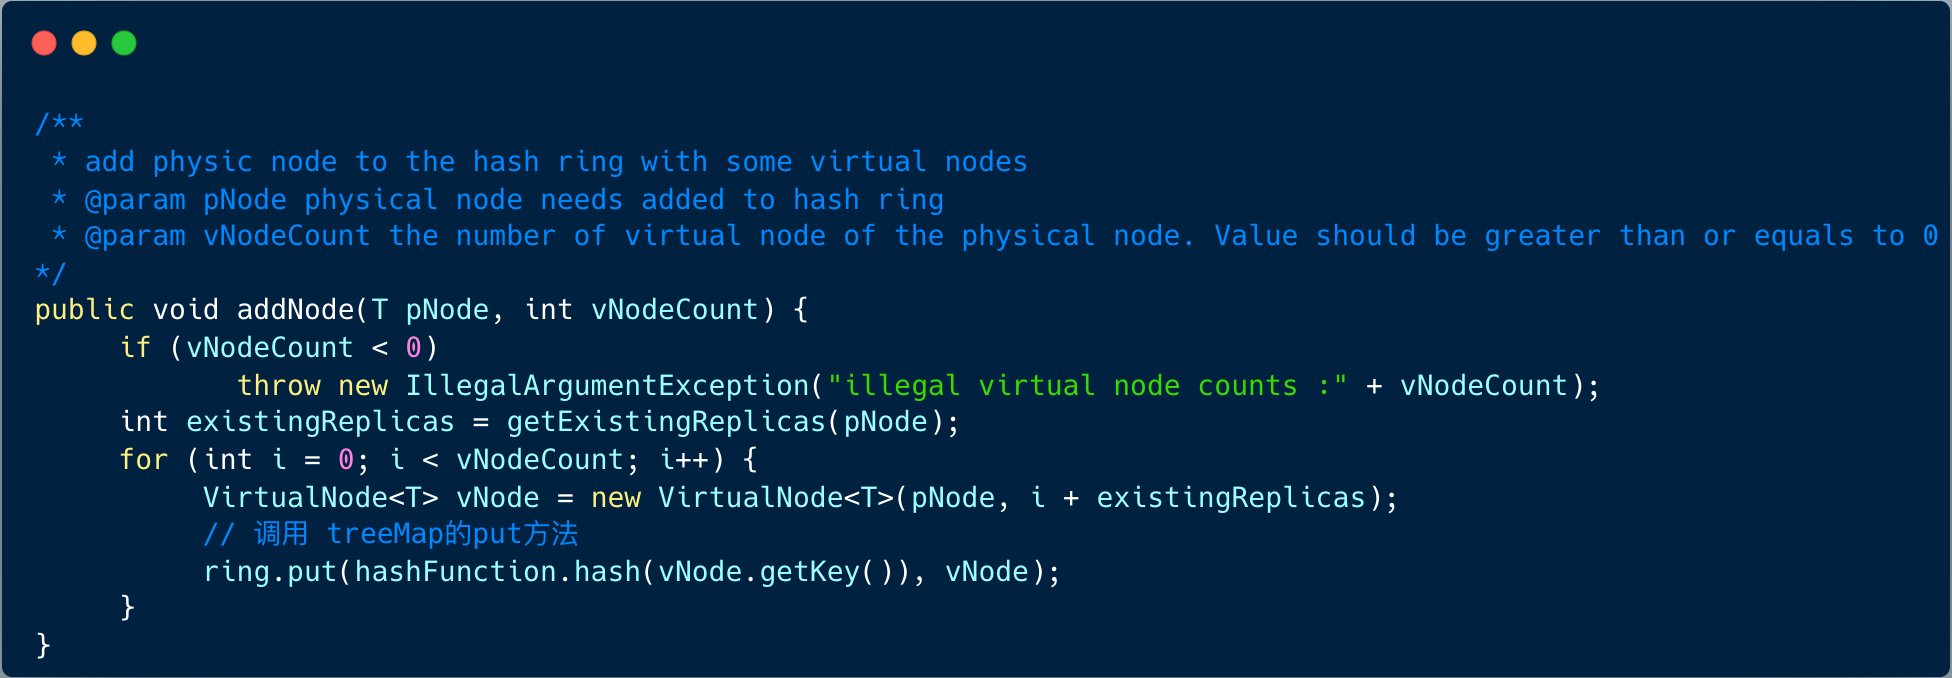 /**
 * add physic node to the hash ring with some virtual nodes
 * @param pNode physical node needs added to hash ring
 * @param vNodeCount the number of virtual node of the physical node. Value should be greater than or equals to 0
*/
public void addNode(T pNode, int vNodeCount) {
     if (vNodeCount < 0)
            throw new IllegalArgumentException("illegal virtual node counts :" + vNodeCount);
     int existingReplicas = getExistingReplicas(pNode);
     for (int i = 0; i < vNodeCount; i++) {
          VirtualNode<T> vNode = new VirtualNode<T>(pNode, i + existingReplicas);
          // 调用 treeMap的put方法
          ring.put(hashFunction.hash(vNode.getKey()), vNode);
     }
}